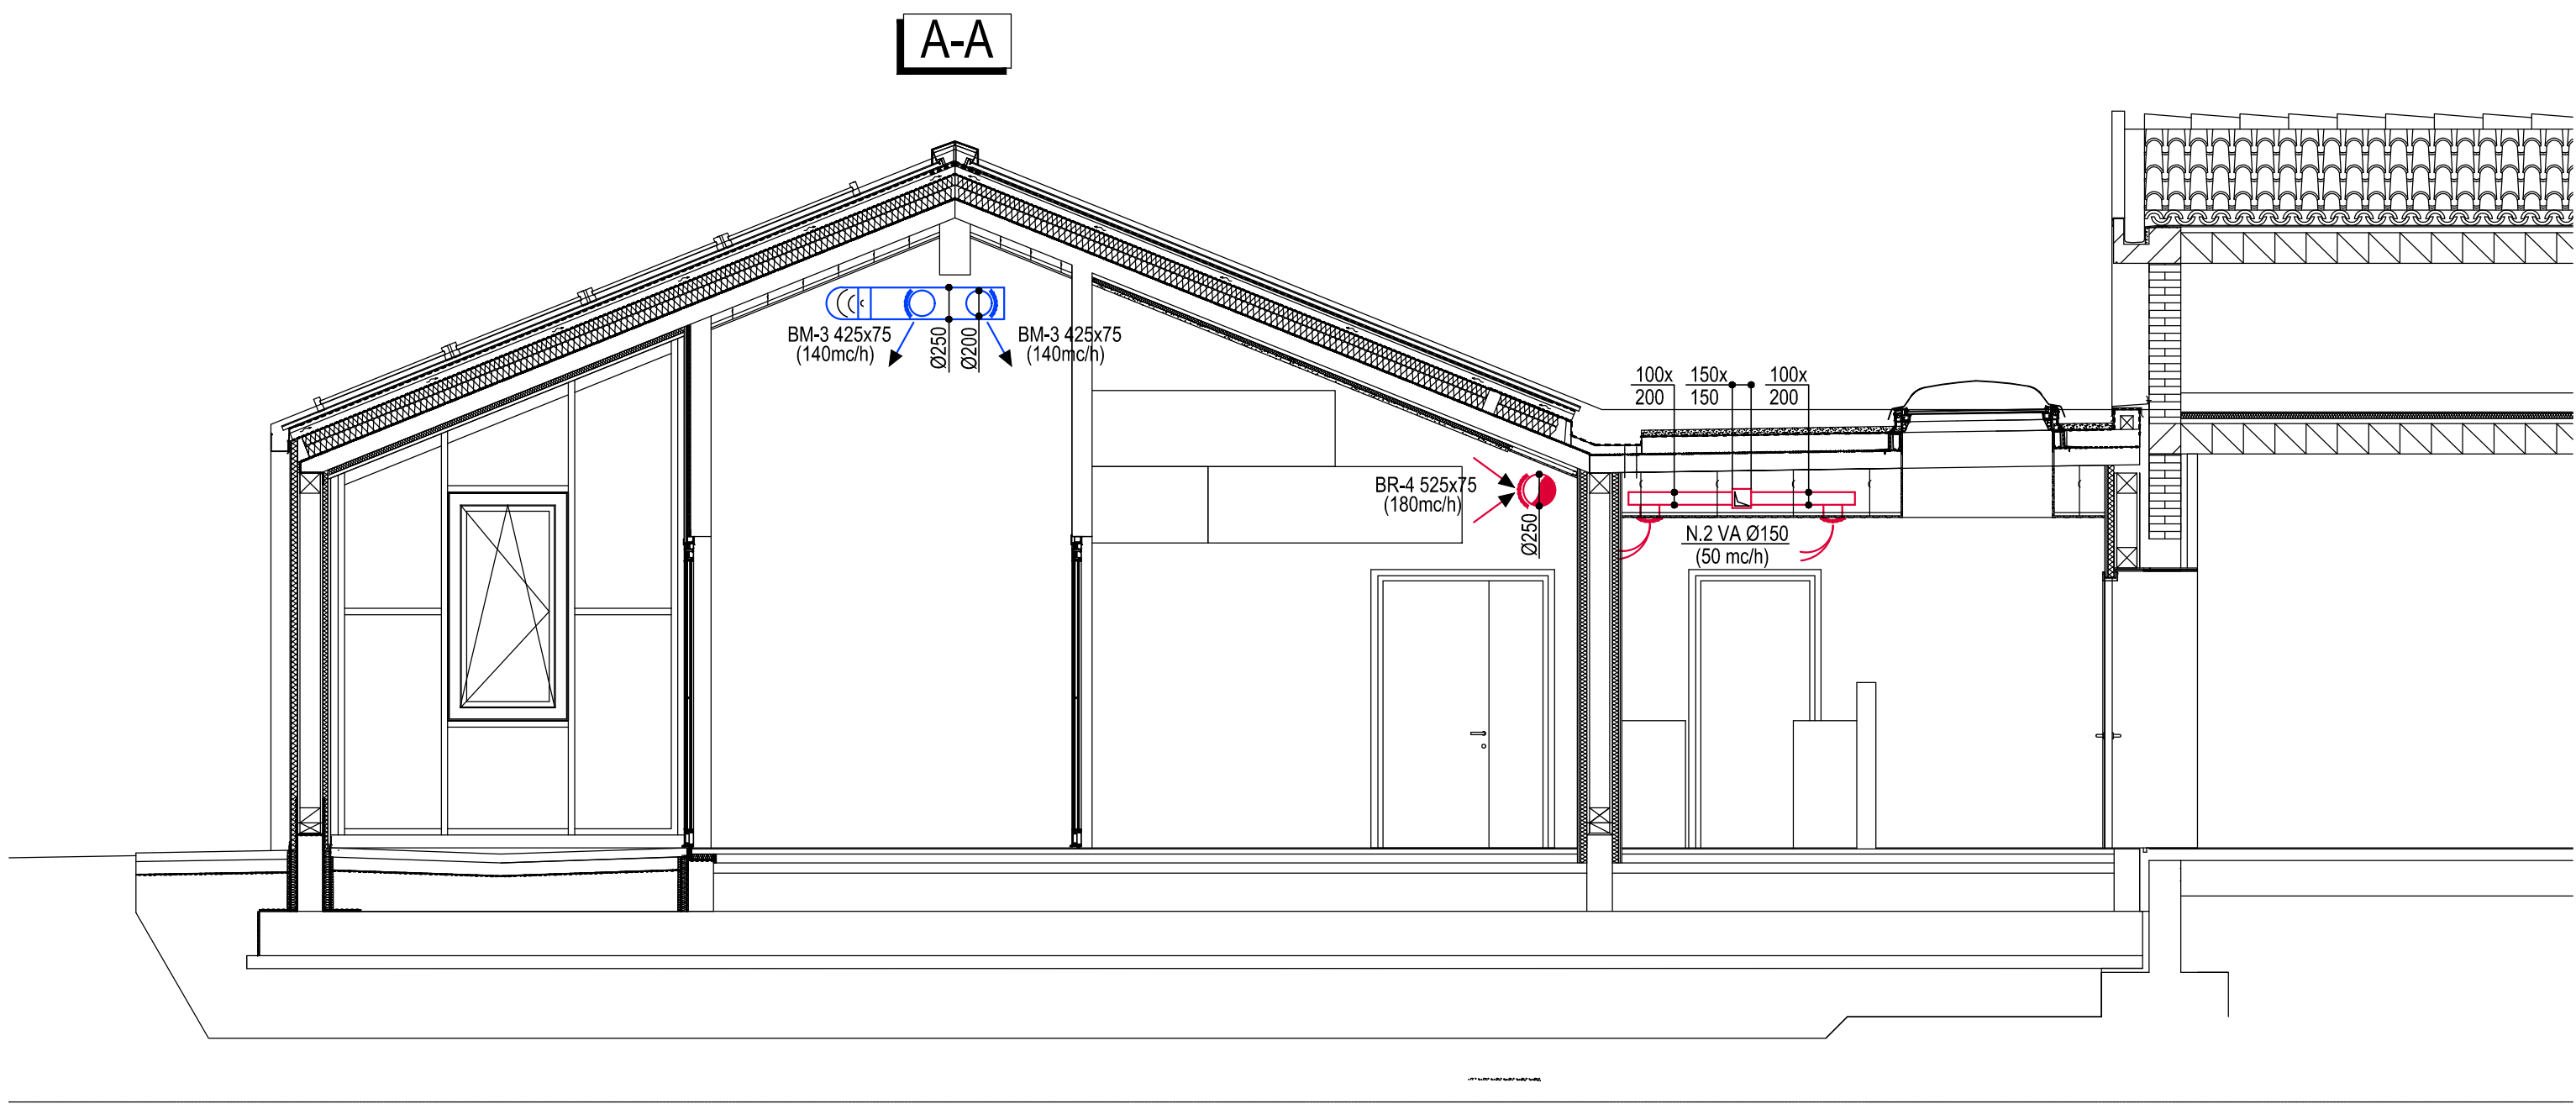 A-A
BM-3 425x75
(140mc/h)
Ø250
Ø200
BM-3 425x75
(140mc/h)
100x
200
150x
150
100x
200
BR-4 525x75
(180mc/h)
Ø250
N.2 VA Ø150
(50 mc/h)